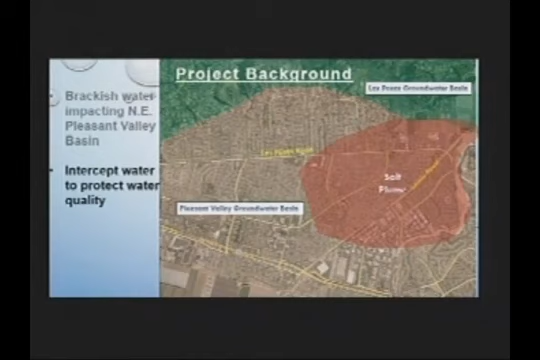 Project Background
Las Posas Groundwater Basin
Brackish water
impacting N.E.
Pleasant Valley
Basin
Intercept water
to protect water
quality
Salt
Plume
Pleasant Valley Groundwater Basin